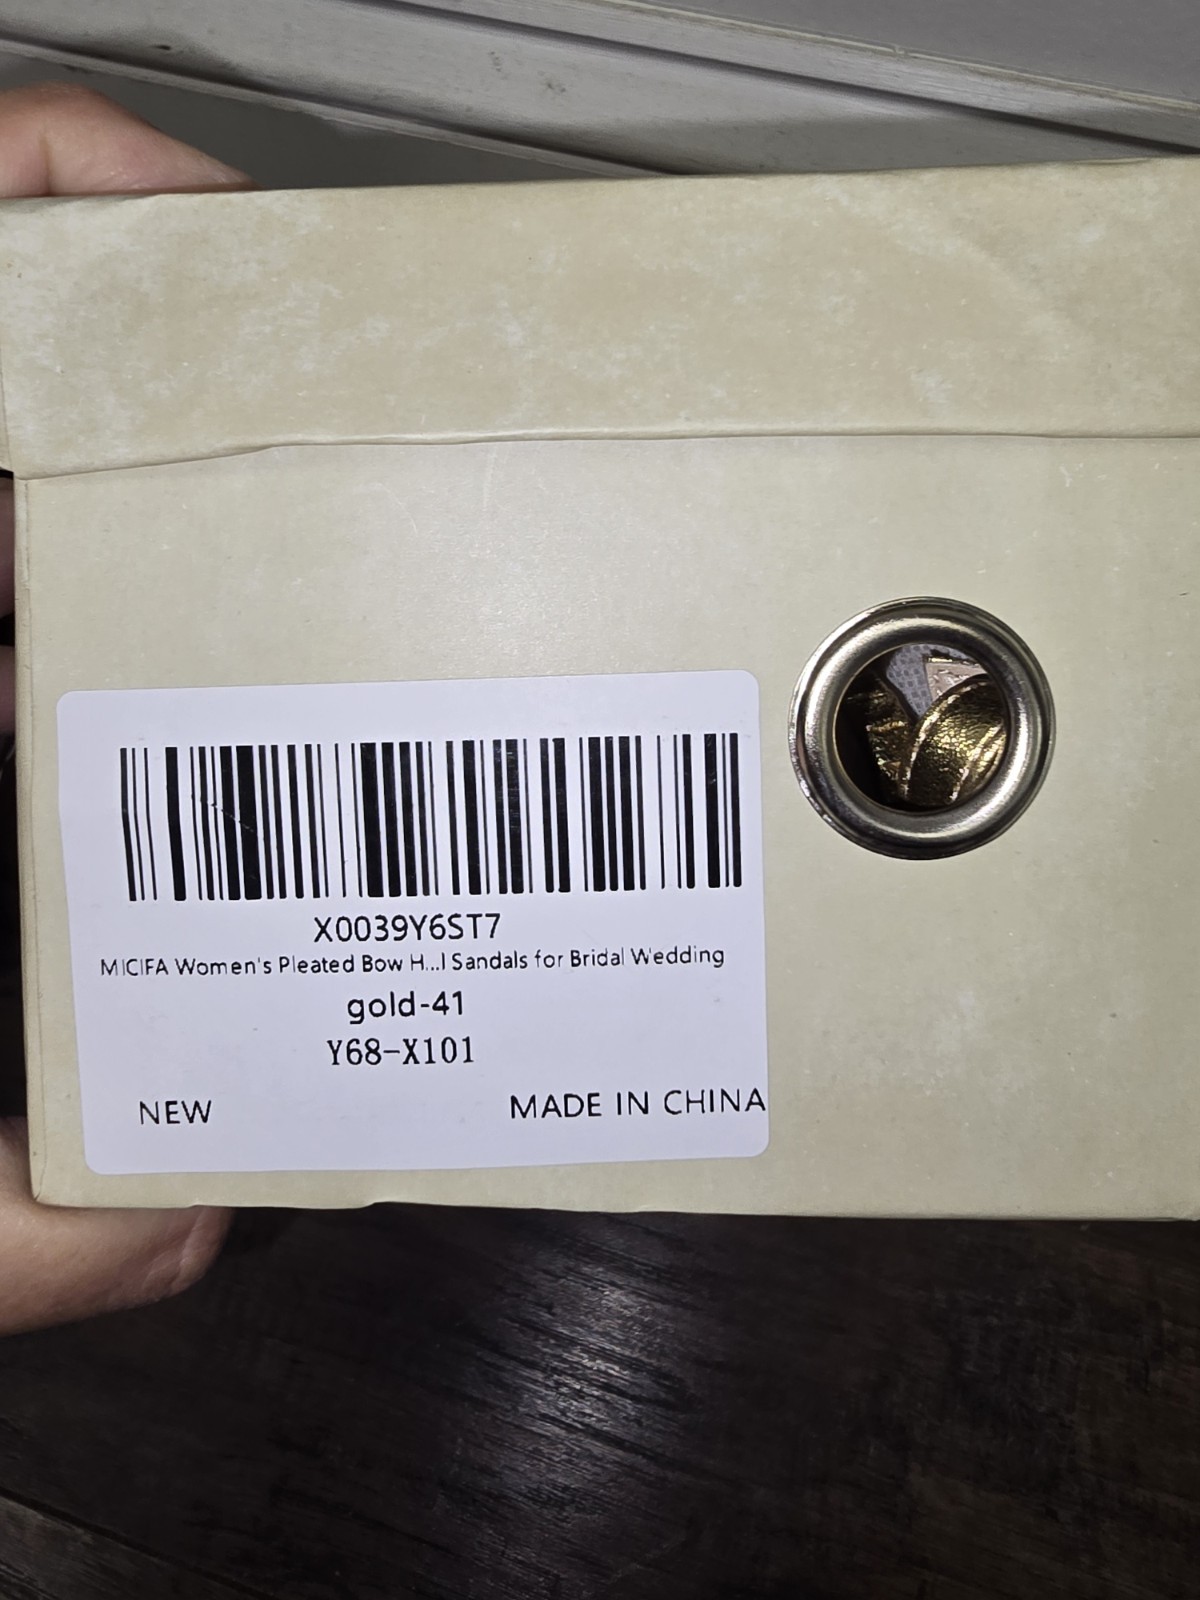 X0039Y6ST7
MICIFA Women's Pleated Bow H...l Sandals for Bridal Wedding
gold-41
Y68-X101
NEW
MADE IN CHINA